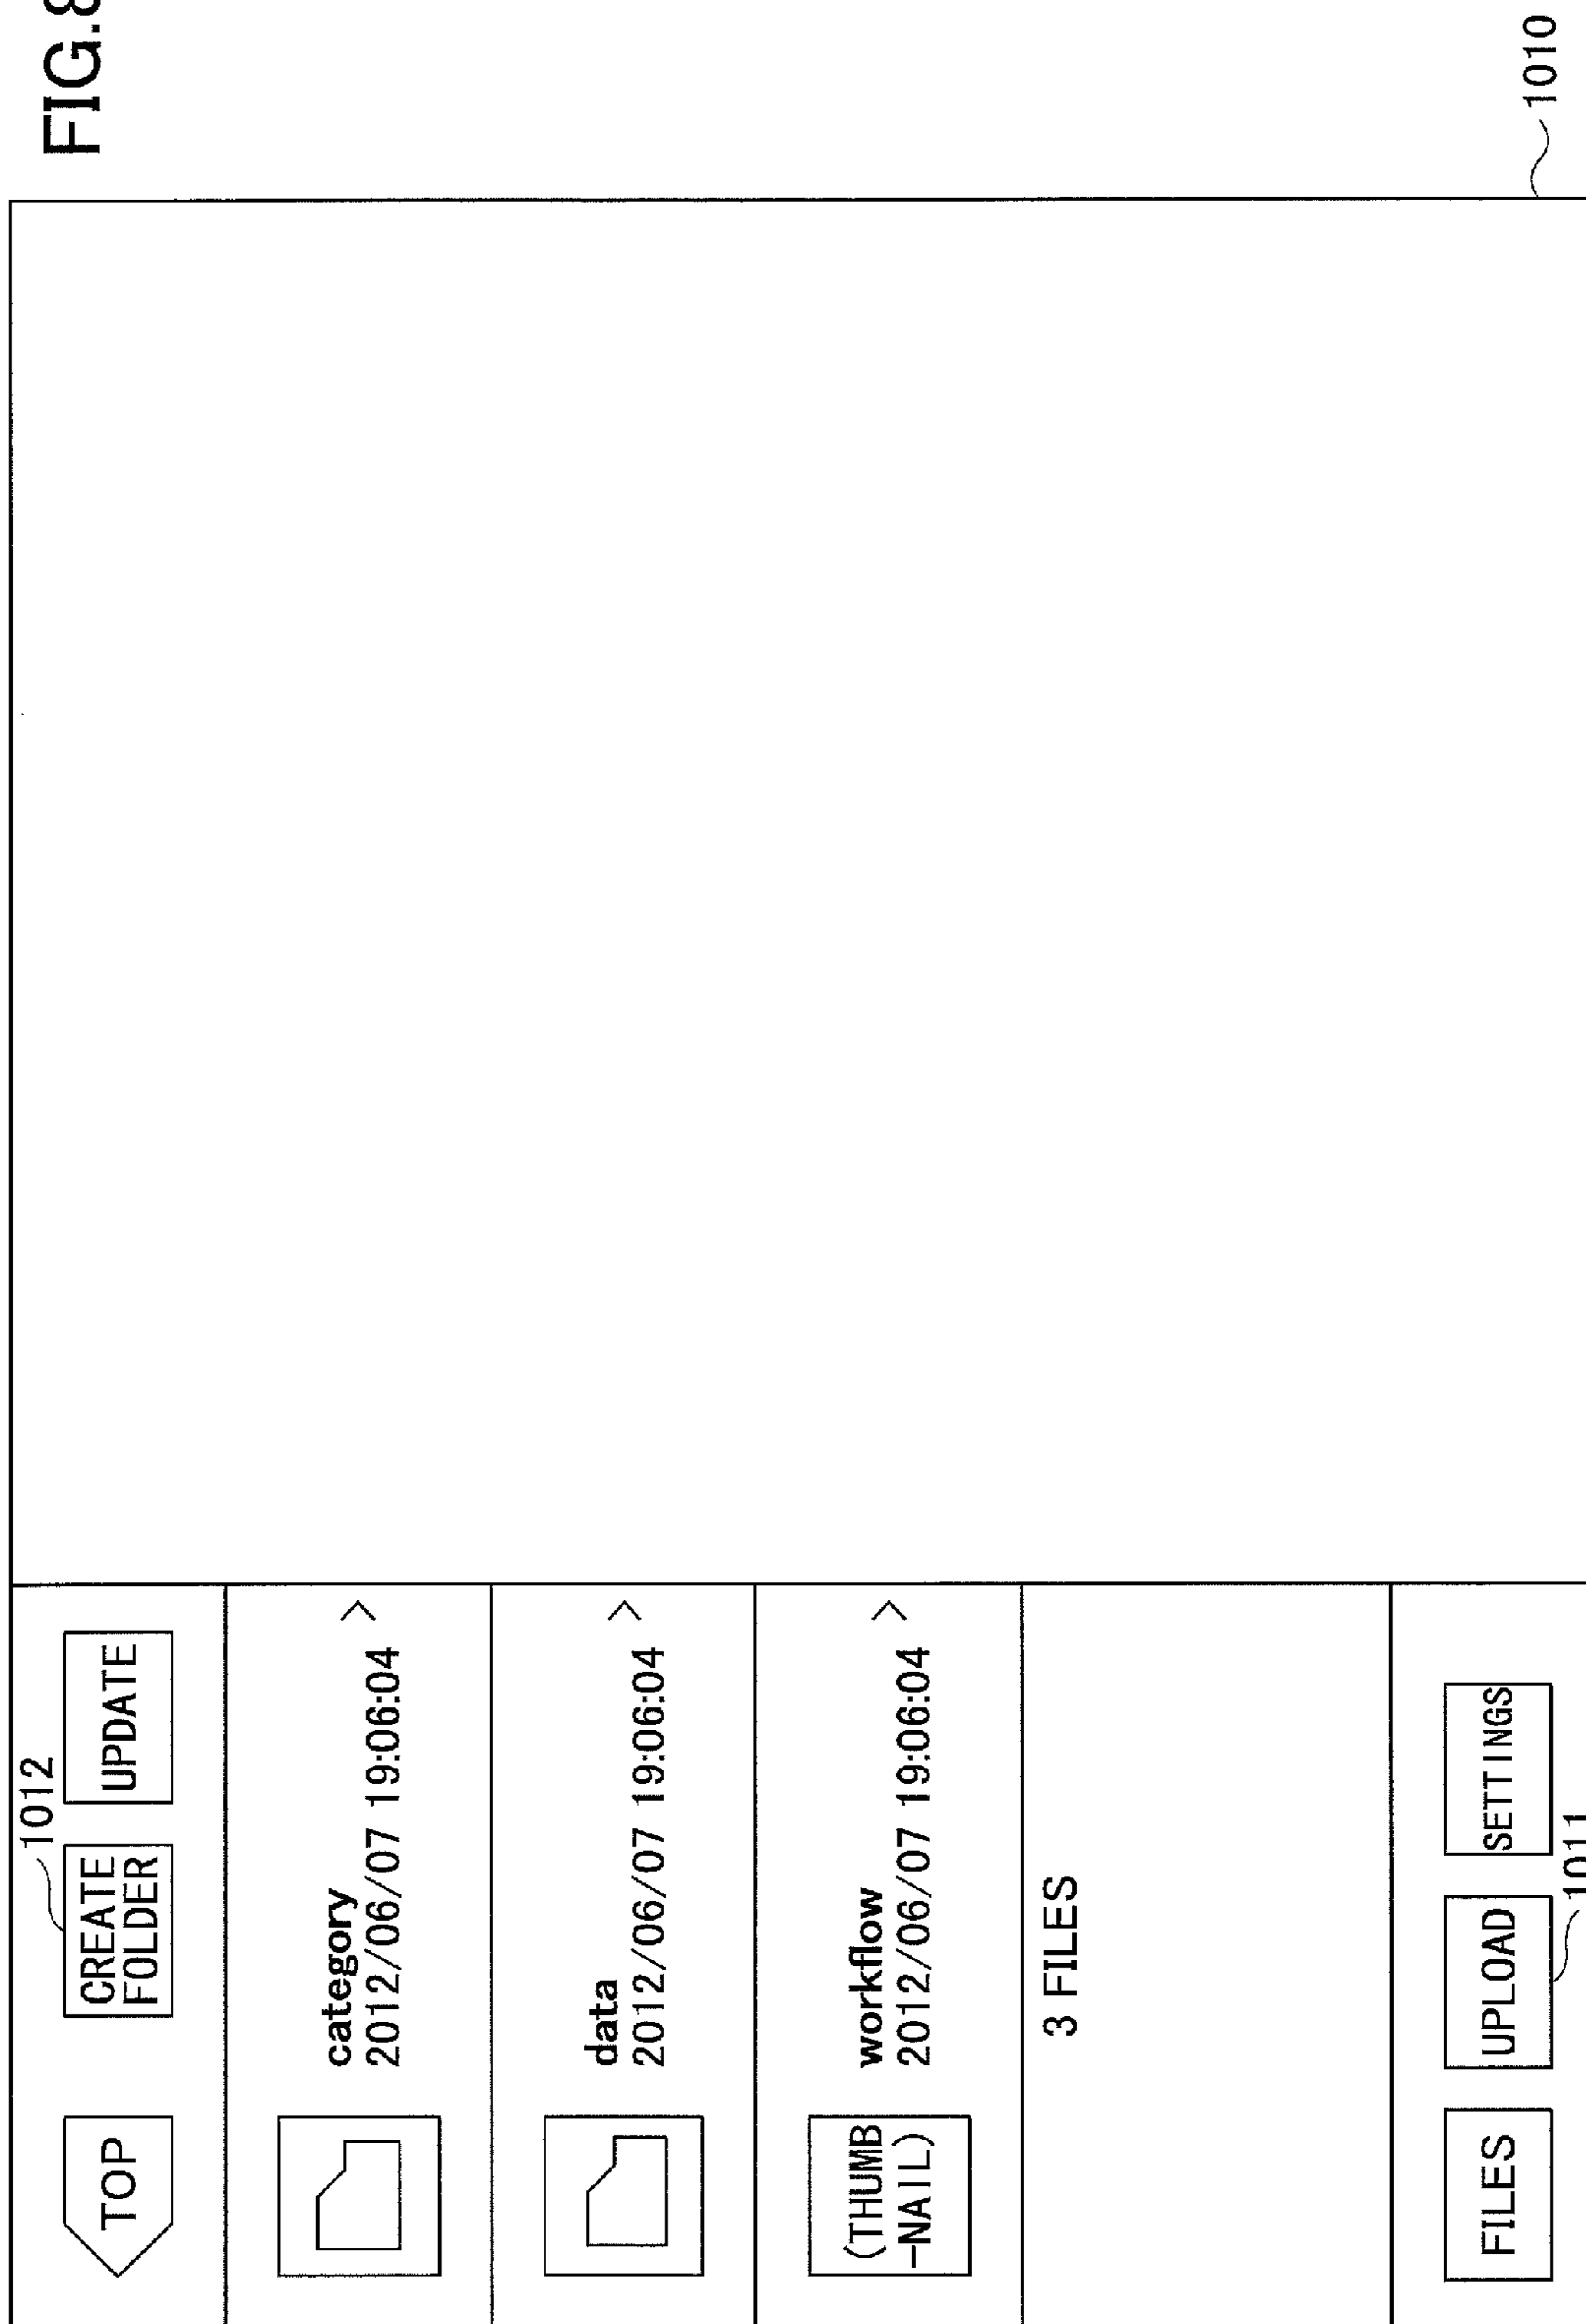 FIG.8
1012
TOP
CREATE
FOLDER
UPDATE
category
2012/06/07 19:06:04
>
data
2012/06/07 19:06:04
>
(THUMB
-NAIL)
workflow
2012/06/07 19:06:04
>
3 FILES
FILES
UPLOAD
SETTINGS
1011
1010